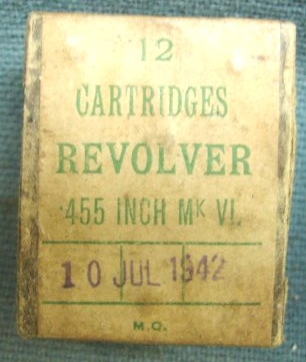 12
CARTRIDGES
REVOLVER
·455 INCH MK VI.
10 JUL 1942
M.Q.